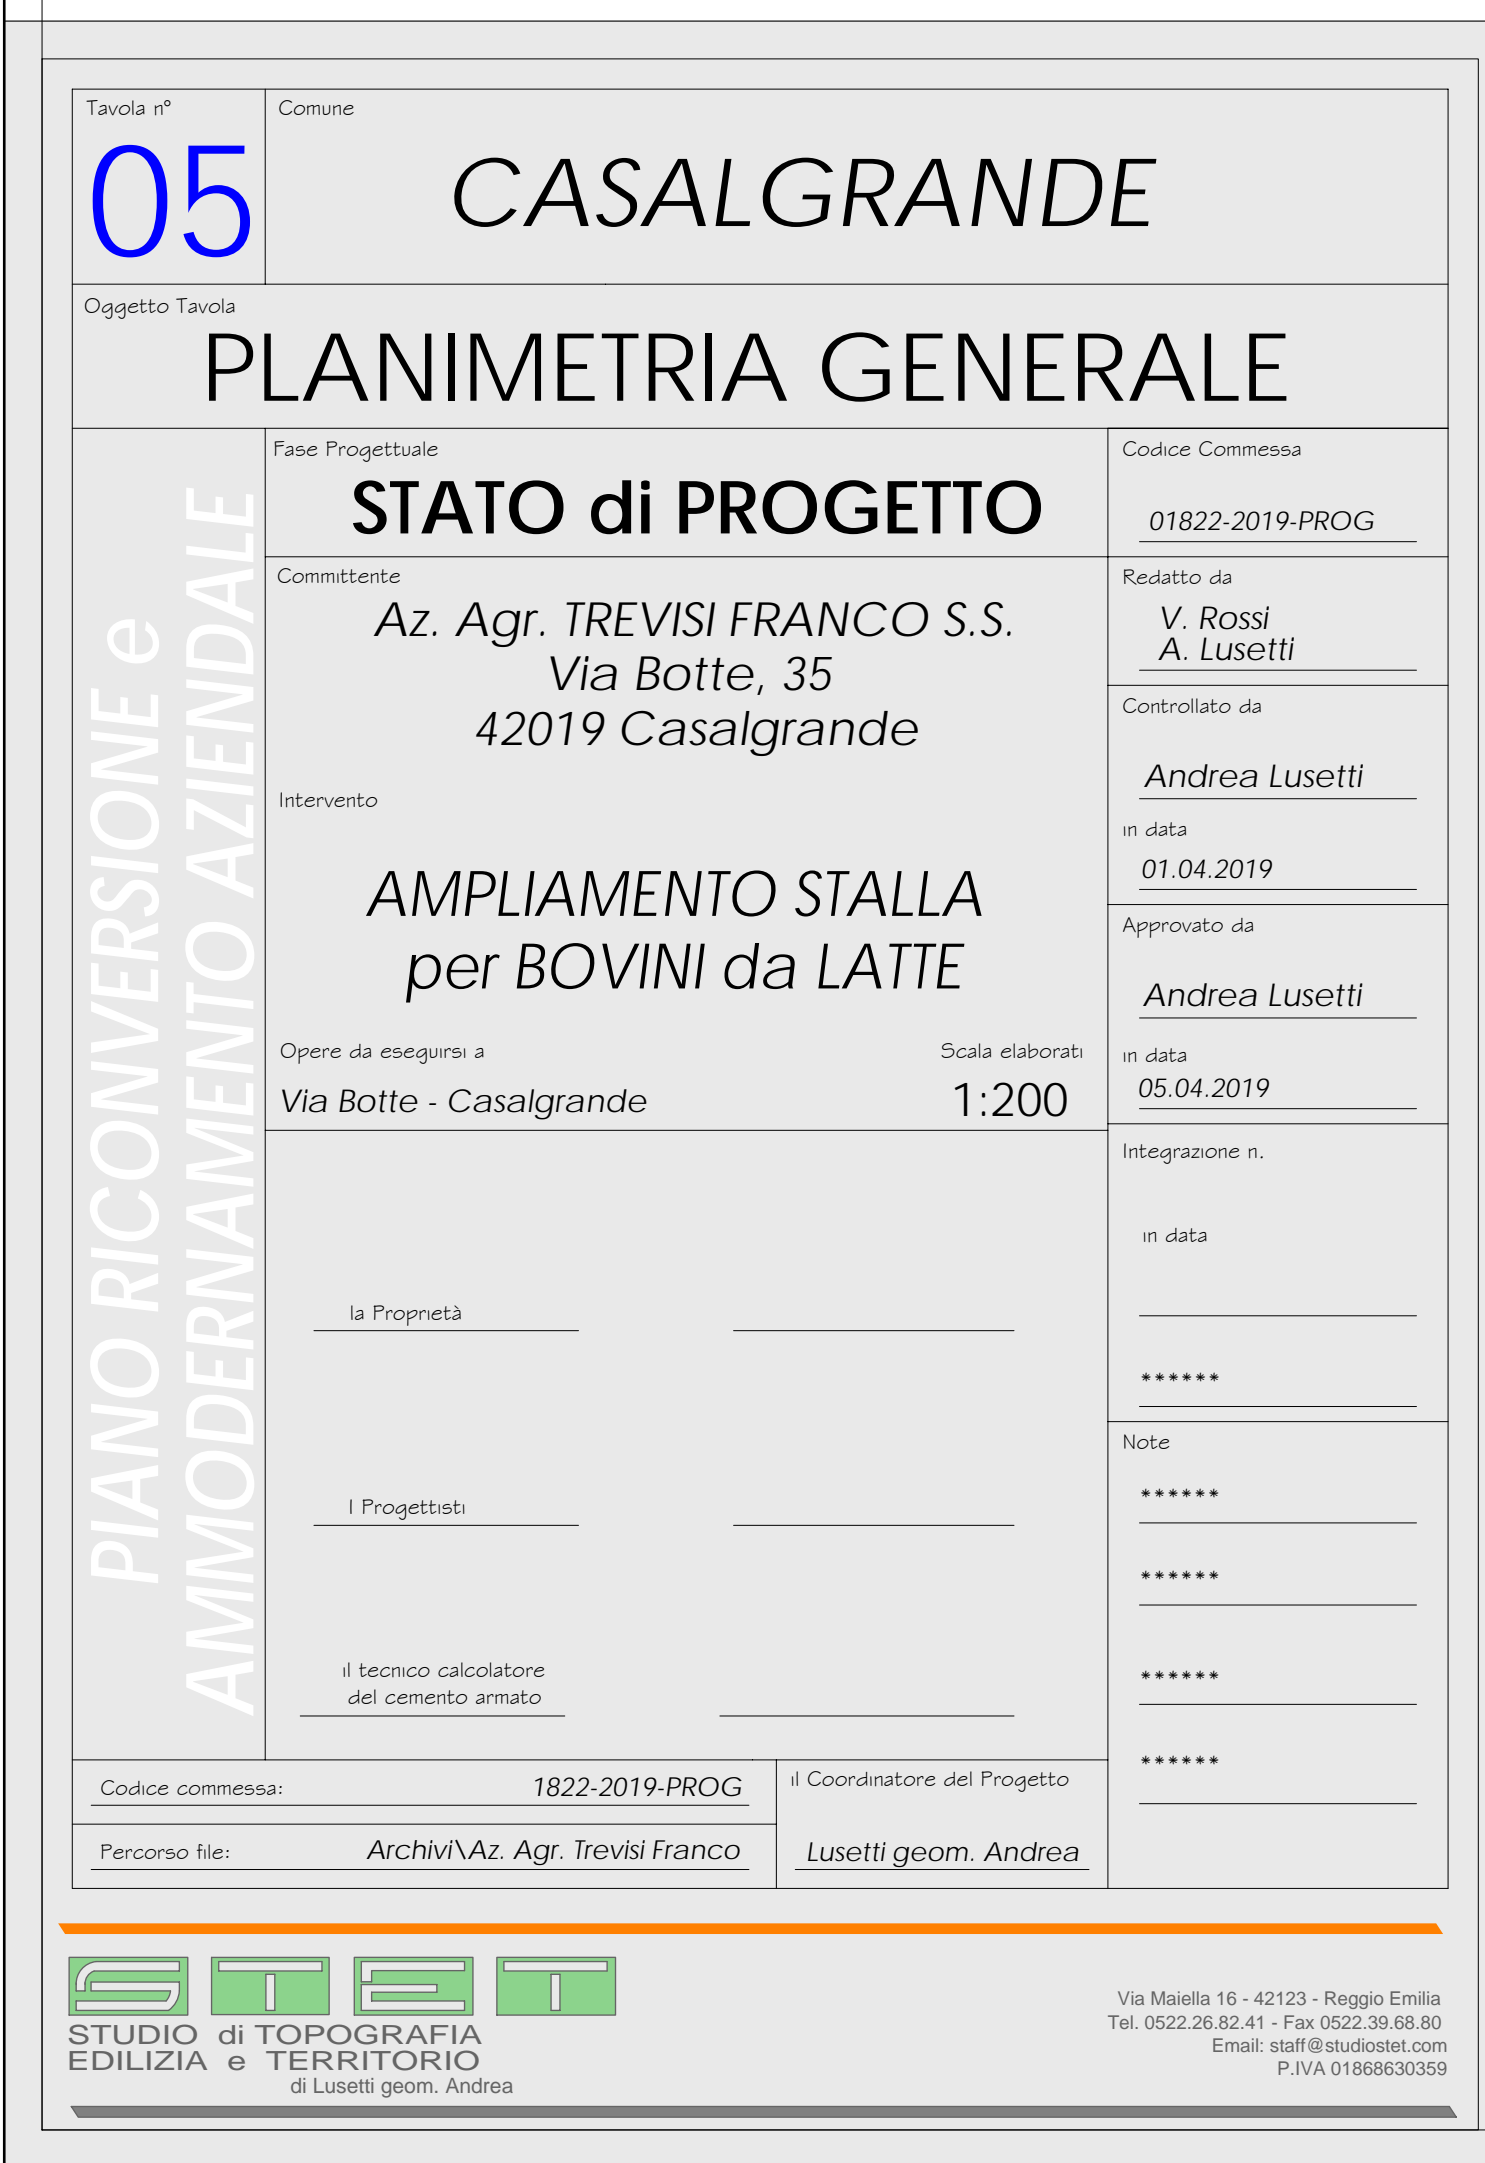 Tavola n°
05
Comune
CASALGRANDE
Oggetto Tavola
PLANIMETRIA GENERALE
PIANO RICONVERSIONE e
AMMODERNAMENTO AZIENDALE
Fase Progettuale
STATO di PROGETTO
Committente
Az. Agr. TREVISI FRANCO S.S.
Via Botte, 35
42019 Casalgrande
Intervento
AMPLIAMENTO STALLA
per BOVINI da LATTE
Opere da eseguirsi a
Via Botte - Casalgrande
Scala elaborati
1:200
la Proprietà
I Progettisti
il tecnico calcolatore
del cemento armato
Codice Commessa
01822-2019-PROG
Redatto da
V. Rossi
A. Lusetti
Controllato da
Andrea Lusetti
in data
01.04.2019
Approvato da
Andrea Lusetti
in data
05.04.2019
Integrazione n.
in data
******
Note
******
******
******
******
Codice commessa: 1822-2019-PROG
Percorso file: Archivi\Az. Agr. Trevisi Franco
il Coordinatore del Progetto
Lusetti geom. Andrea
STET
STUDIO di TOPOGRAFIA
EDILIZIA e TERRITORIO
di Lusetti geom. Andrea
Via Maiella 16 - 42123 - Reggio Emilia
Tel. 0522.26.82.41 - Fax 0522.39.68.80
Email: staff@studiostet.com
P.IVA 01868630359